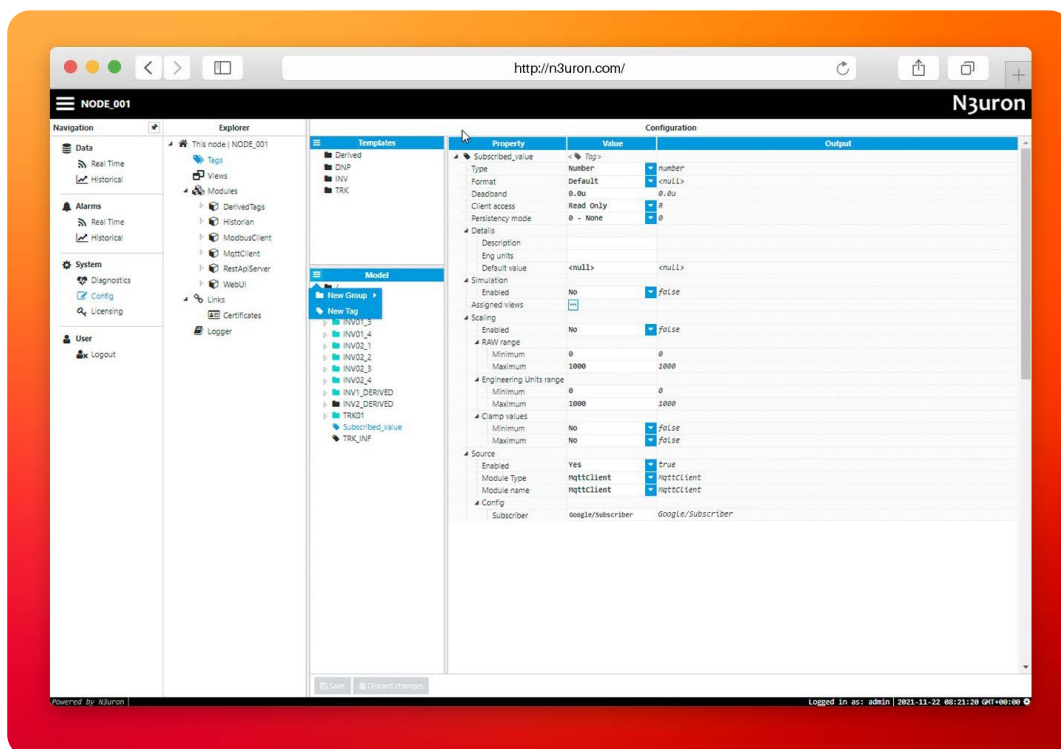 http://n3uron.com/
NODE_001
N3uron
Navigation
Data
Real Time
Historical
Alarms
Real Time
Historical
System
Diagnostics
Config
Licensing
User
Logout
Explorer
This node | NODE_001
Tags
Views
Modules
DerivedTags
Historian
ModbusClient
MqttClient
RestApiServer
WebUI
Links
Certificates
Logger
Configuration
Templates
Derived
DNP
INV
TRK
Model
/
New Group
New Tag
INV01_3
INV01_4
INV02_1
INV02_2
INV02_3
INV02_4
INV1_DERIVED
INV2_DERIVED
TRK01
Subscribed_value
TRK_INF
Save Discard changes
Property Value Output
Subscribed_value < Tag>
Type Number number
Format Default <null>
Deadband 0.0u 0.0u
Client access Read Only R
Persistency mode 0 - None 0
Details
Description
Eng units
Default value <null> <null>
Simulation
Enabled No false
Assigned views ...
Scaling
Enabled No false
RAW range
Minimum 0 0
Maximum 1000 1000
Engineering Units range
Minimum 0 0
Maximum 1000 1000
Clamp values
Minimum No false
Maximum No false
Source
Enabled Yes true
Module Type MqttClient MqttClient
Module name MqttClient MqttClient
Config
Subscriber Google/Subscriber Google/Subscriber
Powered by N3uron
Logged in as: admin | 2021-11-22 08:21:20 GMT+00:00